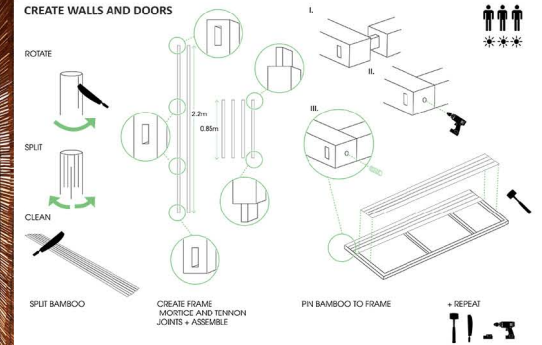 CREATE WALLS AND DOORS
ROTATE
SPLIT
CLEAN
2.2m
0.85m
I.
II.
III.
SPLIT BAMBOO
CREATE FRAME
MORTICE AND TENNON
JOINTS + ASSEMBLE
PIN BAMBOO TO FRAME
+ REPEAT